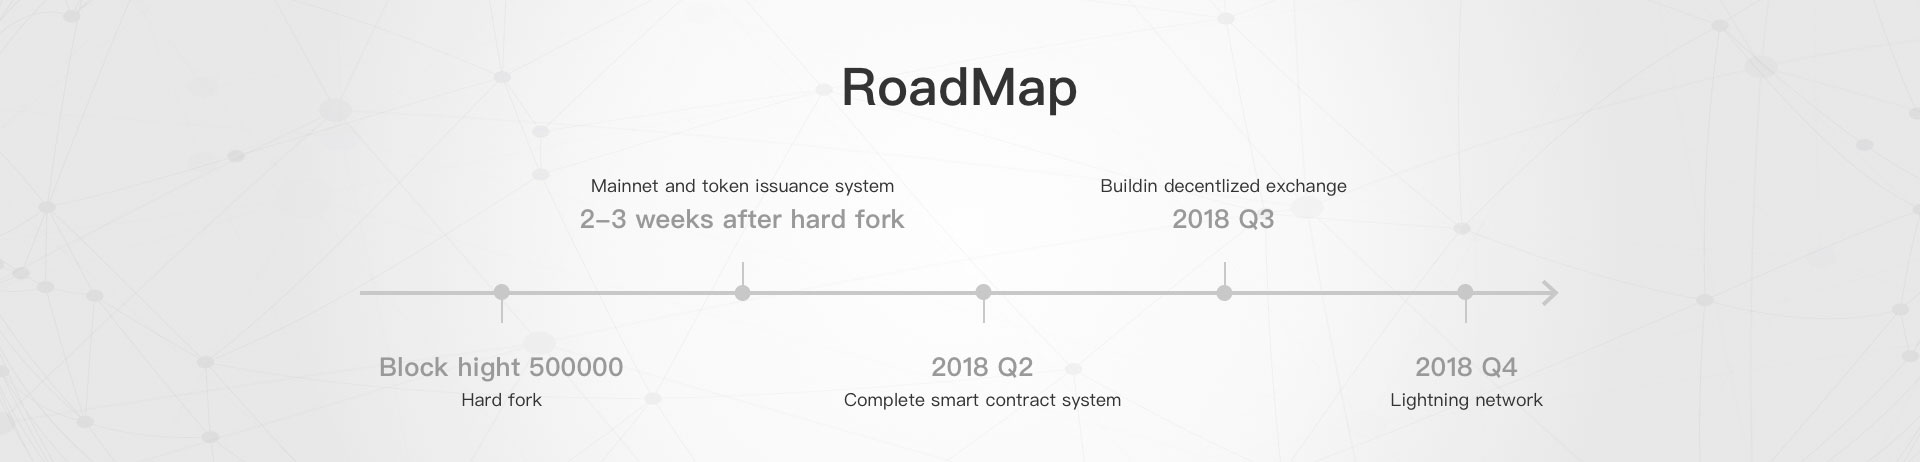 RoadMap
Mainnet and token issuance system
2–3 weeks after hard fork
Buildin decentlized exchange
2018 Q3
Block hight 500000
Hard fork
2018 Q2
Complete smart contract system
2018 Q4
Lightning network